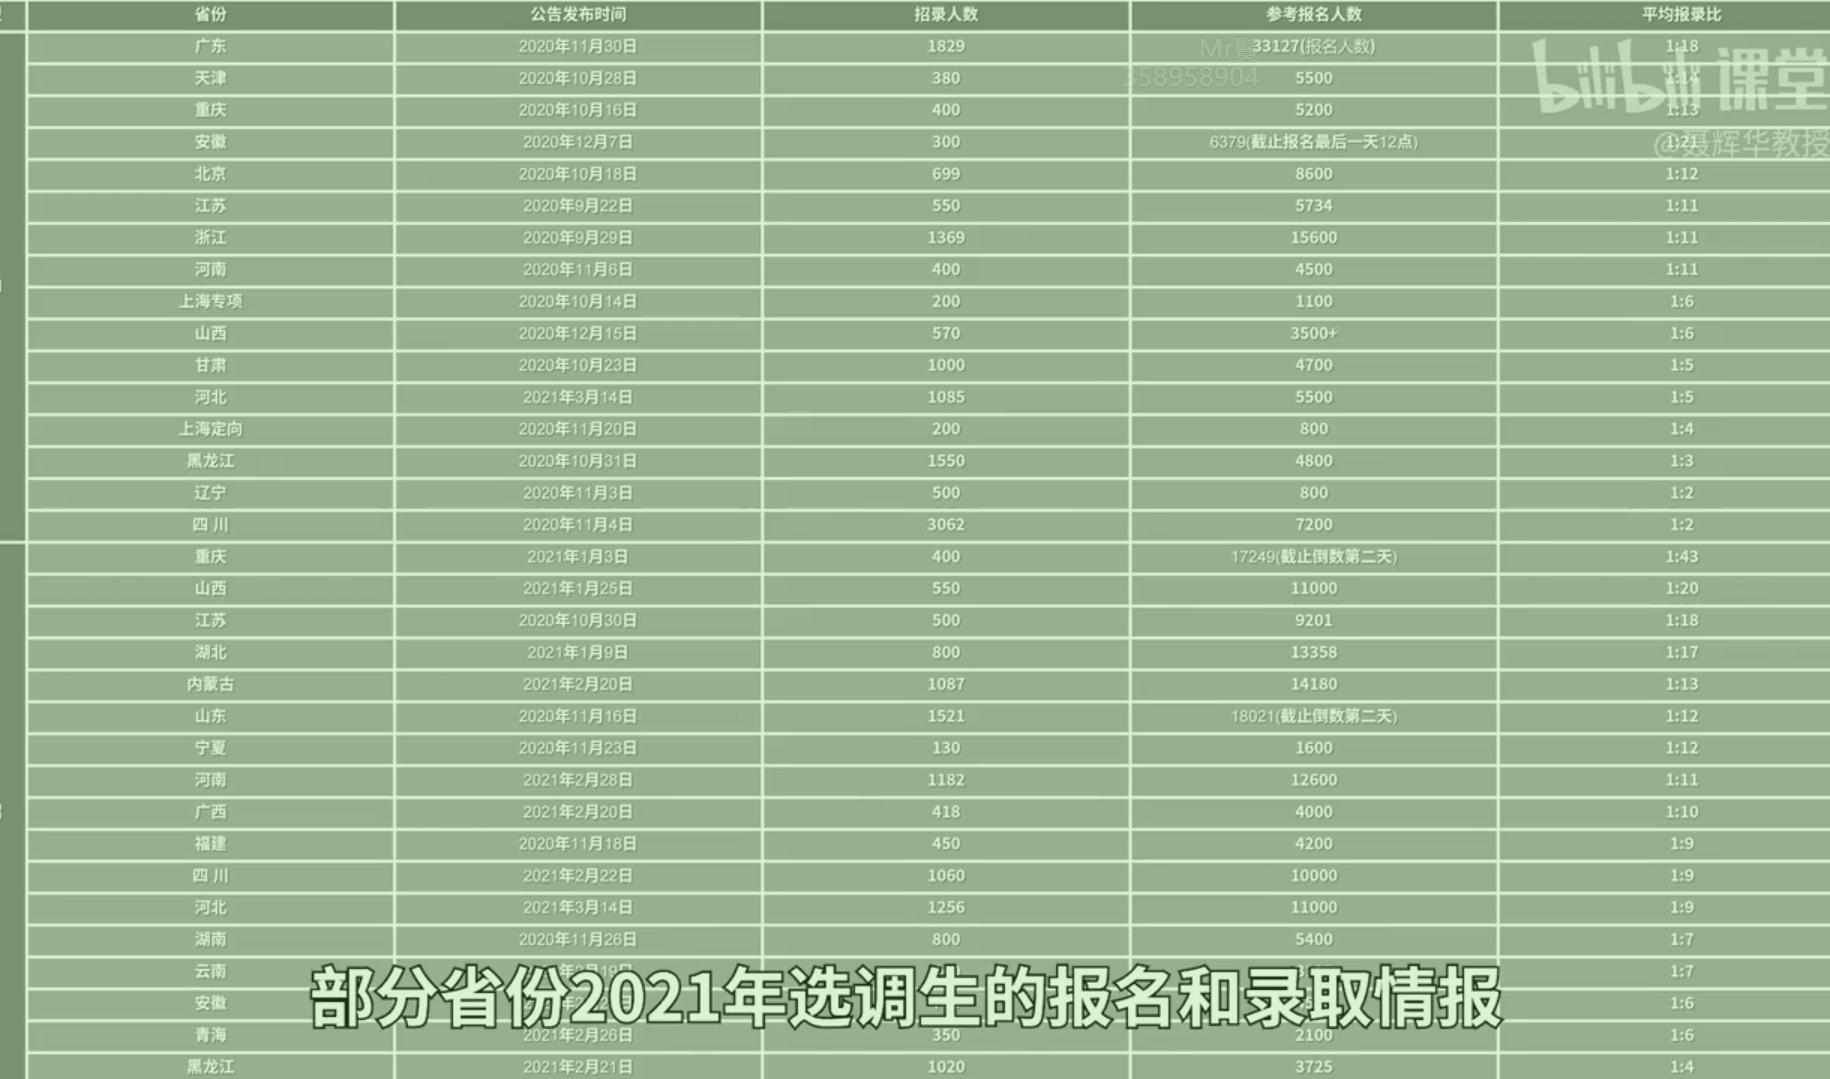 省份 公告发布时间 招录人数 参考报名人数 平均报录比
广东 2020年11月30日 1829 33127(报名人数) 1:18
天津 2020年10月28日 380 5500 1:14
重庆 2020年10月16日 400 5200 1:13
安徽 2020年12月7日 300 6379(截止报名最后一天12点) 1:21
北京 2020年10月18日 699 8600 1:12
江苏 2020年9月22日 550 5734 1:11
浙江 2020年9月29日 1369 15600 1:11
河南 2020年11月6日 400 4500 1:11
上海专项 2020年10月14日 200 1100 1:6
山西 2020年12月15日 570 3500+ 1:6
甘肃 2020年10月23日 1000 4700 1:5
河北 2021年3月14日 1085 5500 1:5
上海定向 2020年11月20日 200 800 1:4
黑龙江 2020年10月31日 1550 4800 1:3
辽宁 2020年11月3日 500 800 1:2
四 川 2020年11月4日 3062 7200 1:2
重庆 2021年1月3日 400 17249(截止倒数第二天) 1:43
山西 2021年1月25日 550 11000 1:20
江苏 2020年10月30日 500 9201 1:18
湖北 2021年1月9日 800 13358 1:17
内蒙古 2021年2月20日 1087 14180 1:13
山东 2020年11月16日 1521 18021(截止倒数第二天) 1:12
宁夏 2020年11月23日 130 1600 1:12
河南 2021年2月28日 1182 12600 1:11
广西 2021年2月20日 418 4000 1:10
福建 2020年11月18日 450 4200 1:9
四 川 2021年2月22日 1060 10000 1:9
河北 2021年3月14日 1256 11000 1:9
湖南 2020年11月26日 800 5400 1:7
云南 1:7
安徽 1:6
青海 2021年2月26日 350 2100 1:6
黑龙江 2021年2月21日 1020 3725 1:4
Mr
358958904
bilibili 课堂
@聂辉华教授
部分省份2021年选调生的报名和录取情报